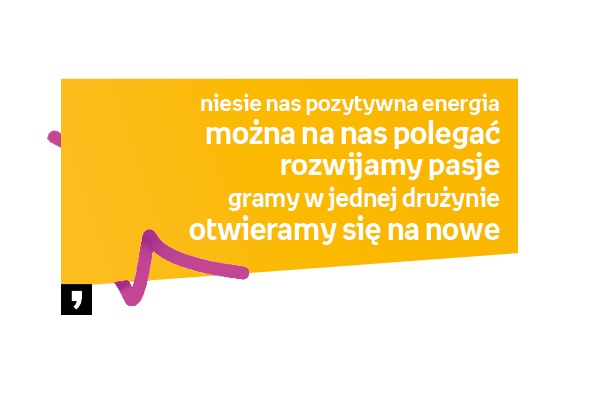 niesie nas pozytywna energia
można na nas polegać
rozwijamy pasje
gramy w jednej drużynie
otwieramy się na nowe